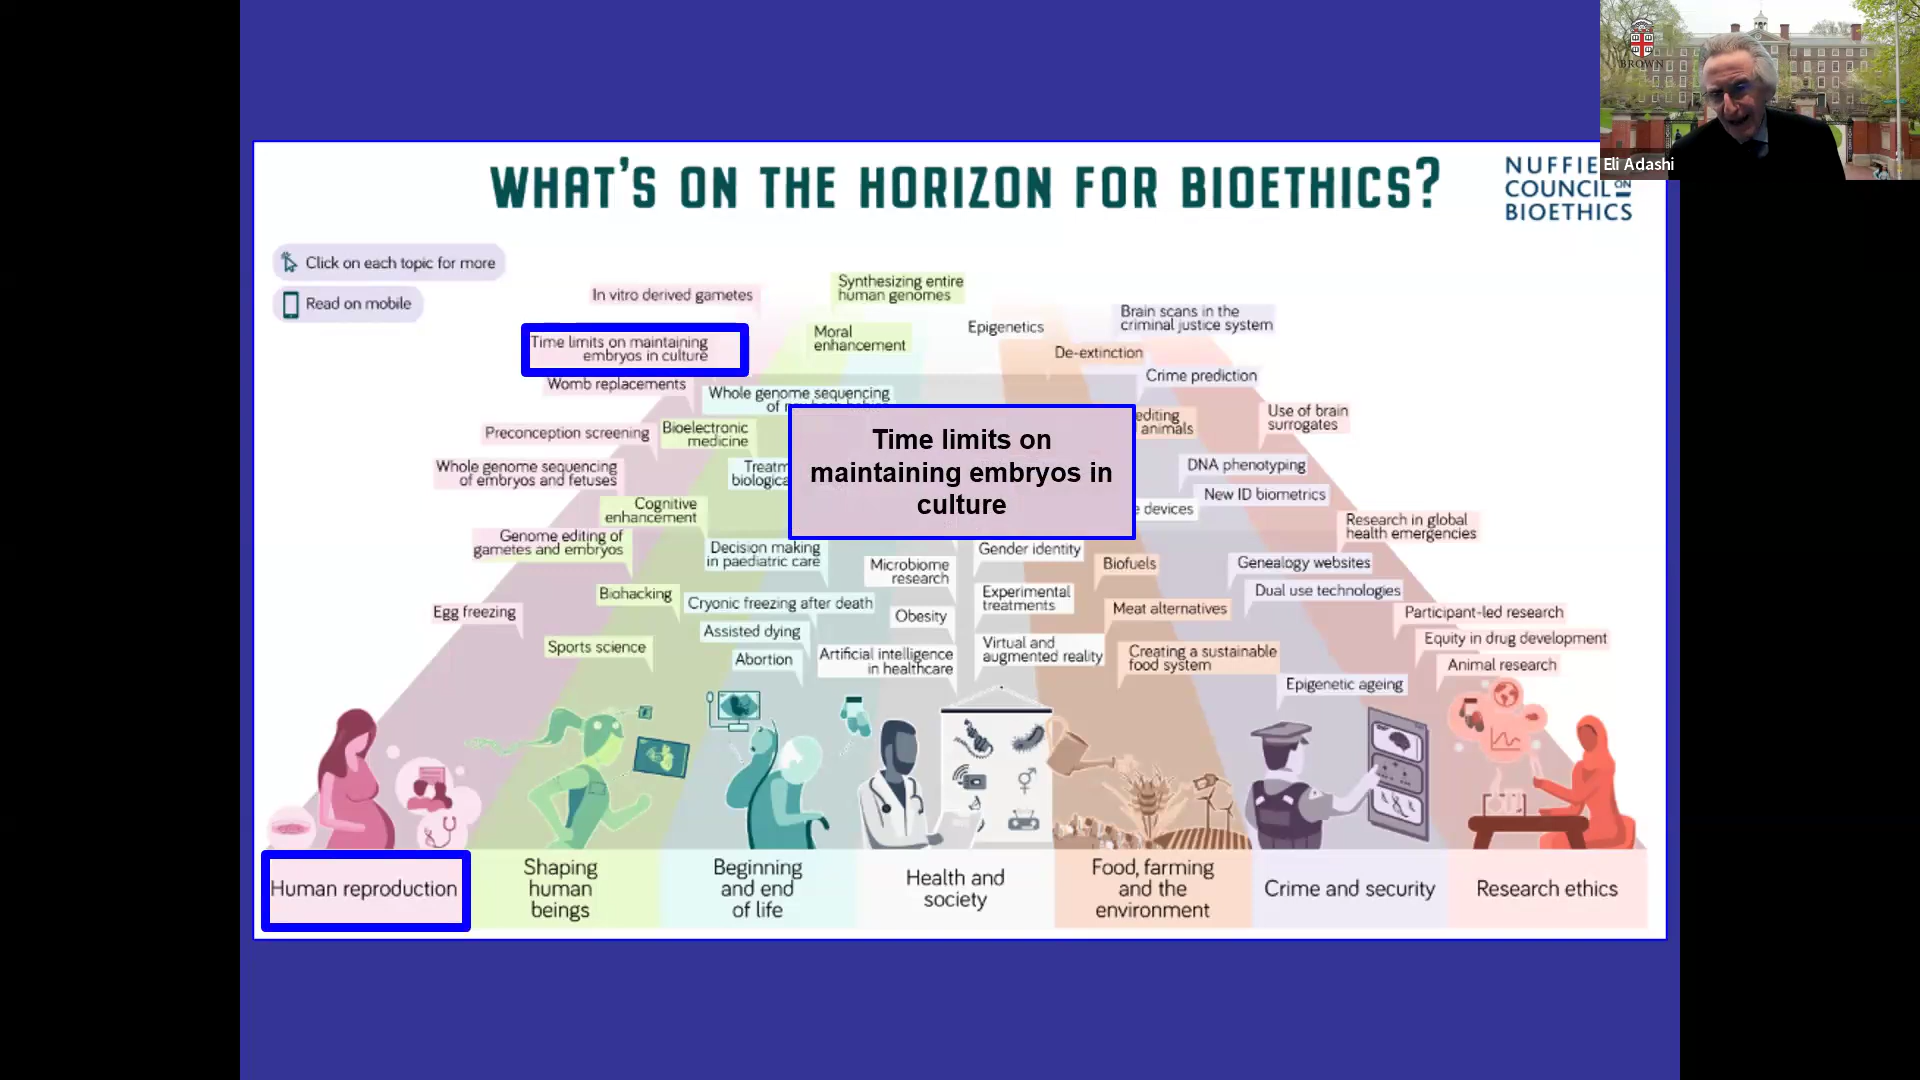 BROWN
Eli Adashi
WHAT'S ON THE HORIZON FOR BIOETHICS?
NUFFIE
COUNCIL ON
BIOETHICS
Click on each topic for more
Read on mobile
In vitro derived gametes
Time limits on maintaining
embryos in culture
Womb replacements
Preconception screening
Whole genome sequencing
of embryos and fetuses
Genome editing of
gametes and embryos
Egg freezing
Synthesizing entire
human genomes
Moral
enhancement
Bioelectronic
medicine
Cognitive
enhancement
Biohacking
Sports science
Whole genome sequencing
of
Treatm
biologica
Decision making
in paediatric care
Cryonic freezing after death
Assisted dying
Abortion
Time limits on
maintaining embryos in
culture
Epigenetics
Gender identity
Microbiome
research
Experimental
treatments
Obesity
Virtual and
augmented reality
Artificial intelligence
in healthcare
De-extinction
editing
animals
Biofuels
Meat alternatives
Creating a sustainable
food system
Brain scans in the
criminal justice system
Crime prediction
DNA phenotyping
New ID biometrics
e devices
Genealogy websites
Dual use technologies
Epigenetic ageing
Use of brain
surrogates
Research in global
health emergencies
Participant-led research
Equity in drug development
Animal research
Human reproduction
Shaping
human
beings
Beginning
and end
of life
Health and
society
Food, farming
and the
environment
Crime and security
Research ethics